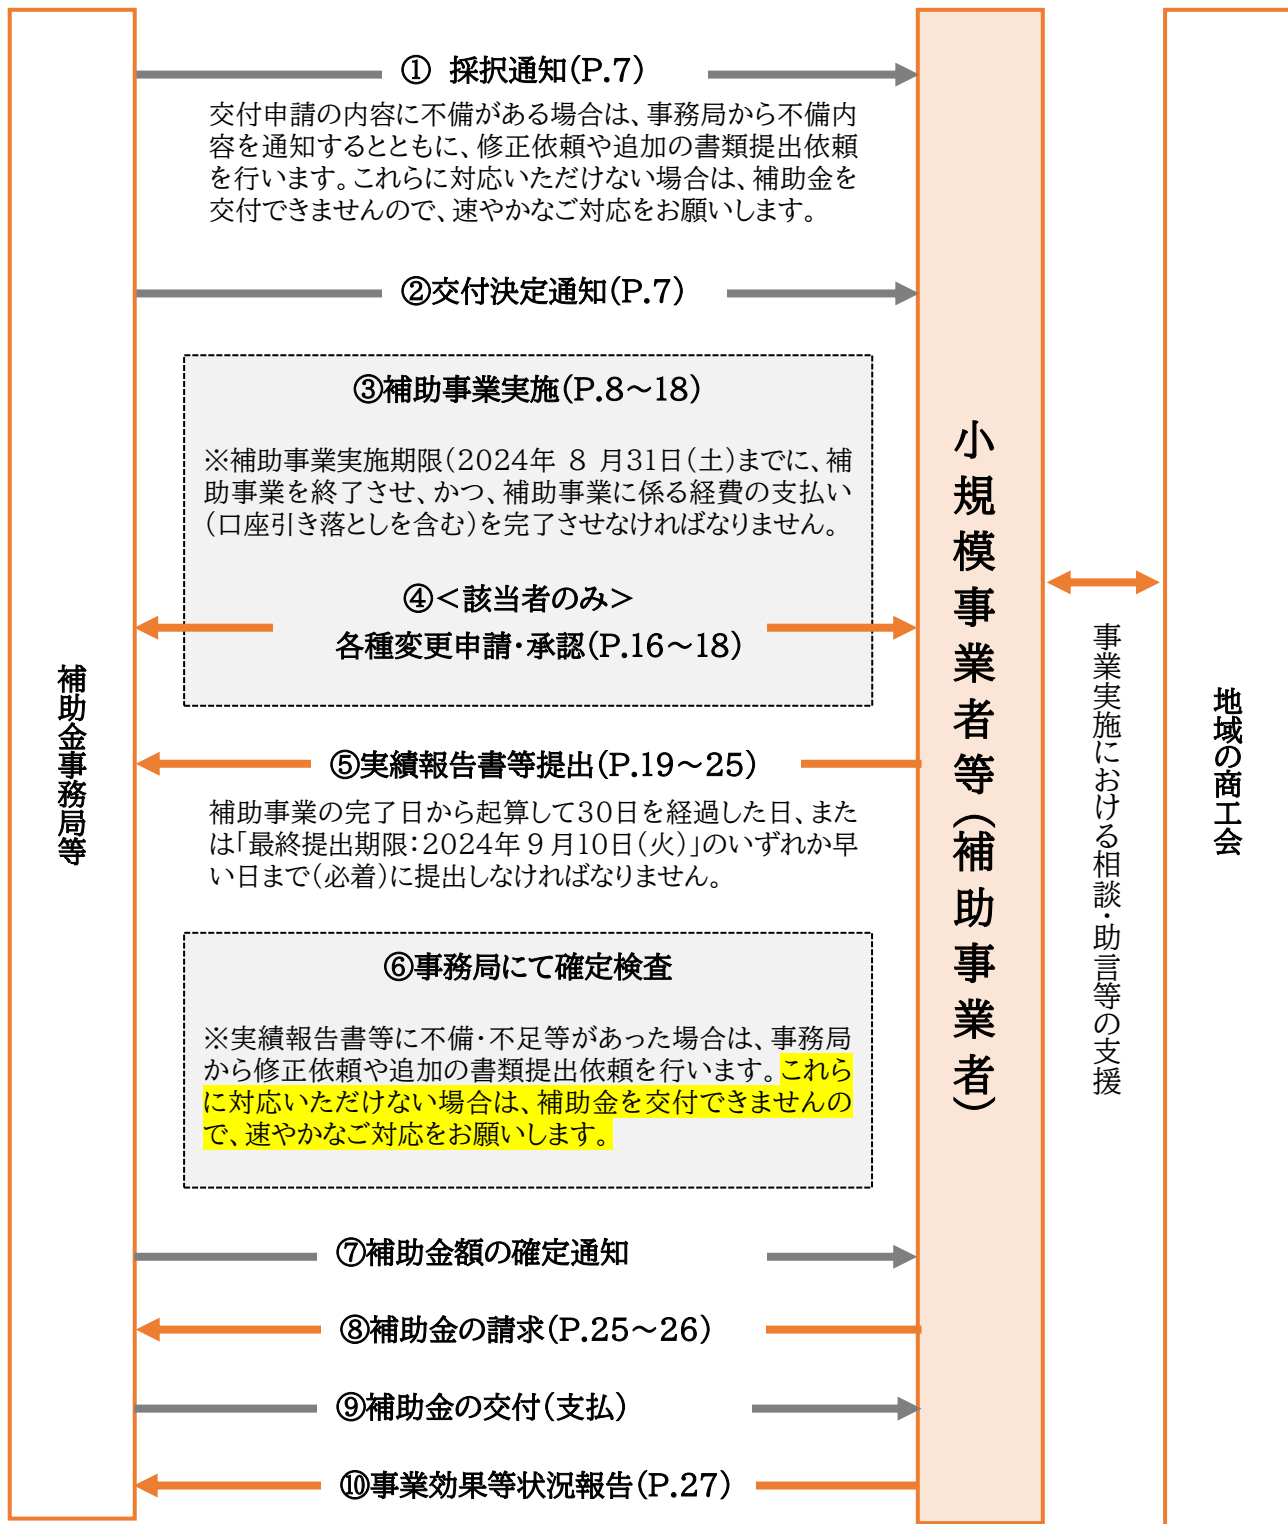 ① 採択通知(P.7)
交付申請の内容に不備がある場合は、事務局から不備内
容を通知するとともに、修正依頼や追加の書類提出依頼
を行います。これらに対応いただけない場合は、補助金を
交付できませんので、速やかなご対応をお願いします。
②交付決定通知(P.7)
③補助事業実施(P.8～18)
※補助事業実施期限(2024年 8 月31日(土)までに、補
助事業を終了させ、かつ、補助事業に係る経費の支払い
(口座引き落としを含む)を完了させなければなりません。
④＜該当者のみ＞
各種変更申請・承認(P.16～18)
⑤実績報告書等提出(P.19～25)
補助事業の完了日から起算して30日を経過した日、また
は「最終提出期限：2024年 9 月10日(火)」のいずれか早
い日まで(必着)に提出しなければなりません。
⑥事務局にて確定検査
※実績報告書等に不備・不足等があった場合は、事務局
から修正依頼や追加の書類提出依頼を行います。これら
に対応いただけない場合は、補助金を交付できませんの
で、速やかなご対応をお願いします。
⑦補助金額の確定通知
⑧補助金の請求(P.25～26)
⑨補助金の交付(支払)
⑩事業効果等状況報告(P.27)
補助金事務局等
小規模事業者等(補助事業者)
事業実施における相談・助言等の支援
地域の商工会